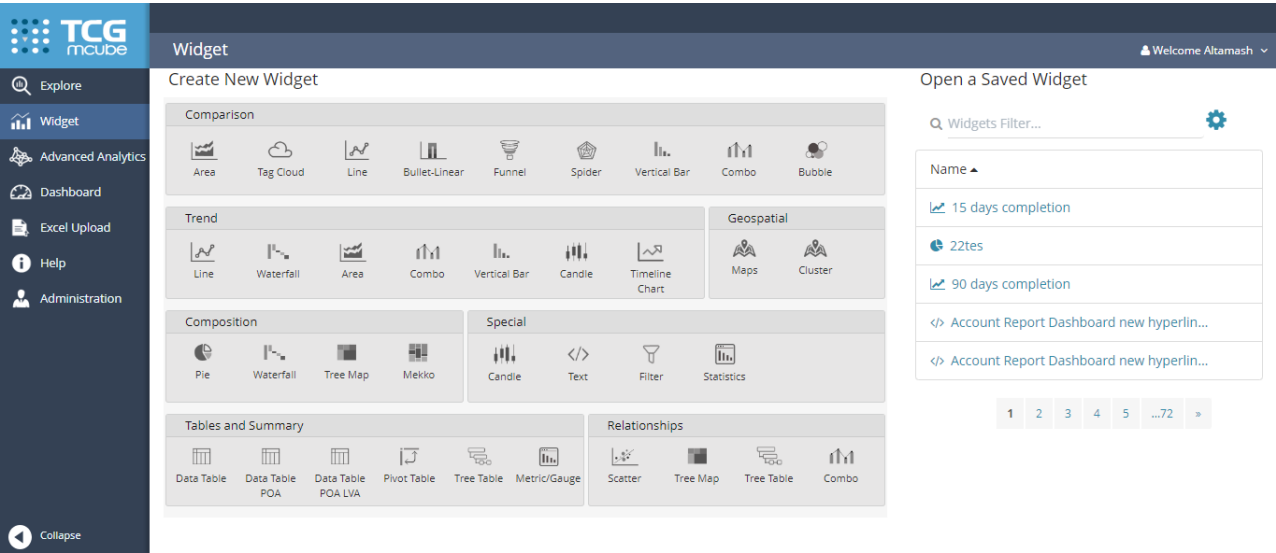 TCG
mcube
Widget
Welcome Altamash
Explore
Widget
Advanced Analytics
Dashboard
Excel Upload
Help
Administration
Collapse
Create New Widget
Comparison
Area Tag Cloud Line Bullet-Linear Funnel Spider Vertical Bar Combo Bubble
Trend
Line Waterfall Area Combo Vertical Bar Candle Timeline
Chart
Geospatial
Maps Cluster
Composition
Pie Waterfall Tree Map Mekko
Special
Candle Text Filter Statistics
Tables and Summary
Data Table Data Table Data Table Pivot Table Tree Table Metric/Gauge
POA POA LVA
Relationships
Scatter Tree Map Tree Table Combo
Open a Saved Widget
Widgets Filter...
Name
15 days completion
22tes
90 days completion
</> Account Report Dashboard new hyperlin...
</> Account Report Dashboard new hyperlin...
1 2 3 4 5 ...72 »